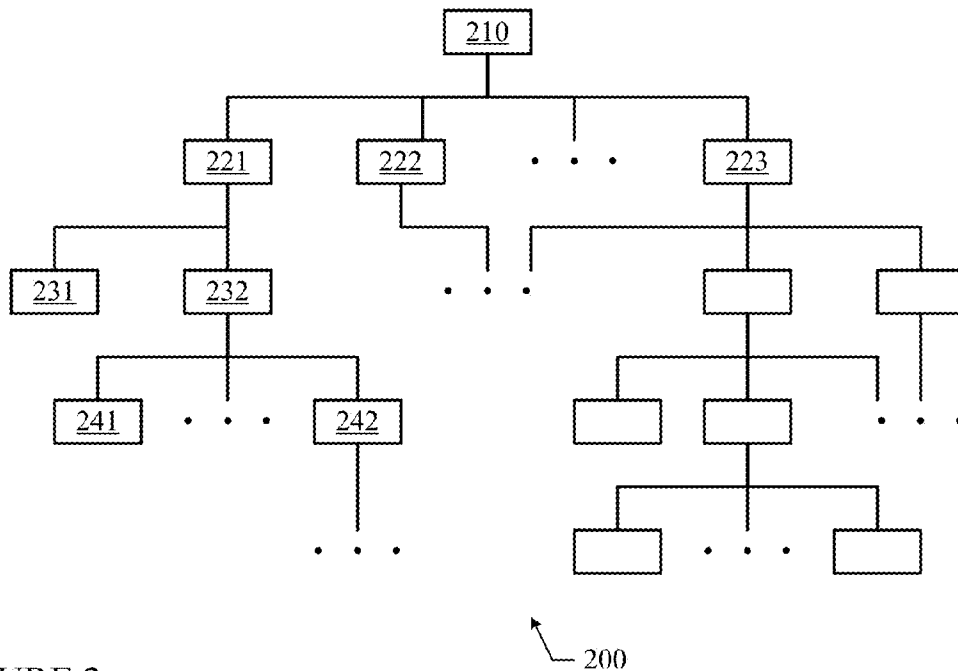 210
221 222 . . . 223
231 232 . . .
241 . . . 242 . . .
. . . . . .
200